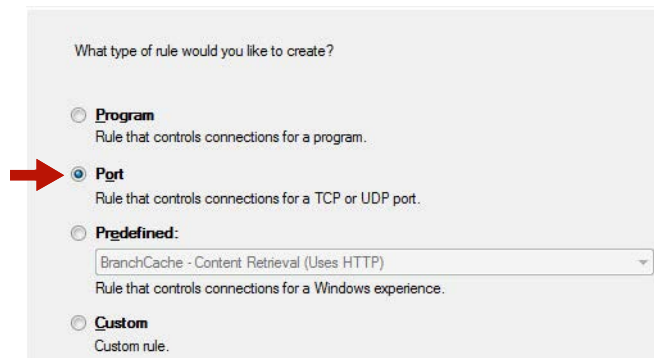 What type of rule would you like to create?
Program
Rule that controls connections for a program.
Port
Rule that controls connections for a TCP or UDP port.
Predefined:
BranchCache - Content Retrieval (Uses HTTP)
Rule that controls connections for a Windows experience.
Custom
Custom rule.